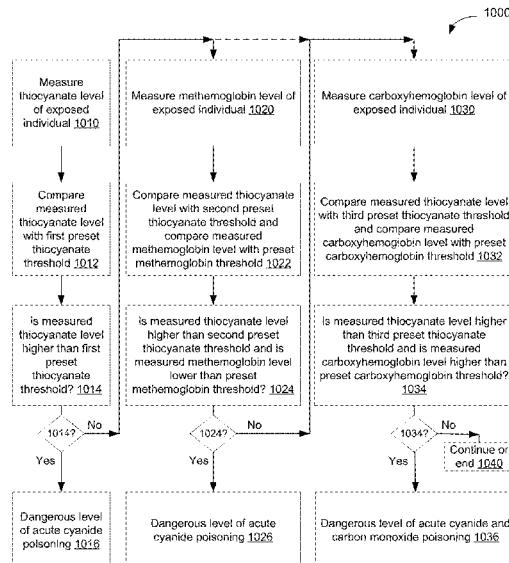 1000
Measure
thiocyanate level
of exposed
individual 1010
Measure methemoglobin level of
exposed individual 1020
Measure carboxyhemoglobin level of
exposed individual 1030
Compare
measured
thiocyanate level
with first preset
thiocyanate
threshold 1012
Compare measured thiocyanate
level with second preset
thiocyanate threshold and
compare measured
methemoglobin level with preset
methemoglobin threshold 1022
Compare measured thiocyanate level
with third preset thiocyanate threshold
and compare measured
carboxyhemoglobin level with preset
carboxyhemoglobin threshold 1032
Is measured
thiocyanate level
higher than first
preset
thiocyanate
threshold? 1014
Is measured thiocyanate level
higher than second preset
thiocyanate threshold and is
measured methemoglobin level
lower than preset
methemoglobin threshold? 1024
Is measured thiocyanate level higher
than third preset thiocyanate
threshold and is measured
carboxyhemoglobin level higher than
preset carboxyhemoglobin threshold?
1034
1014?
No
Yes
1024?
No
Yes
1034?
No
Yes
Continue or
end 1040
Dangerous level
of acute cyanide
poisoning 1016
Dangerous level of acute
cyanide poisoning 1026
Dangerous level of acute cyanide and
carbon monoxide poisoning 1036